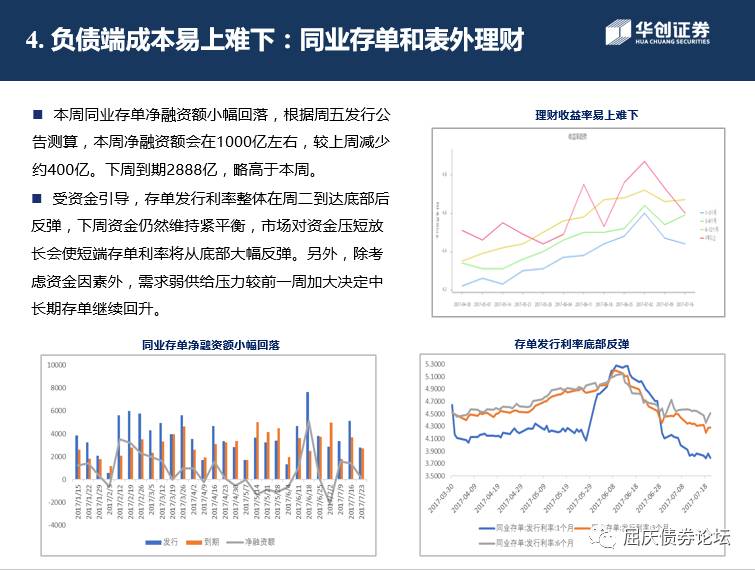 4. 负债端成本易上难下：同业存单和表外理财
华创证券
HUA CHUANG SECURITIES
本周同业存单净融资额小幅回落，根据周五发行公
告测算，本周净融资额会在1000亿左右，较上周减少
约400亿。下周到期2888亿，略高于本周。
受资金引导，存单发行利率整体在周二到达底部后
反弹，下周资金仍然维持紧平衡，市场对资金压短放
长会使短端存单利率将从底部大幅反弹。另外，除考
虑资金因素外，需求弱供给压力较前一周加大决定中
长期存单继续回升。
理财收益率易上难下
同业存单净融资额小幅回落
10000
8000
6000
4000
2000
0
-2000
-4000
2017/1/15
2017/1/22
2017/1/29
2017/2/5
2017/2/12
2017/2/19
2017/2/26
2017/3/5
2017/3/12
2017/3/19
2017/3/26
2017/4/2
2017/4/9
2017/4/16
2017/4/23
2017/4/30
2017/5/7
2017/5/14
2017/5/21
2017/5/28
2017/6/4
2017/6/11
2017/6/18
2017/6/25
2017/7/2
2017/7/9
2017/7/16
2017/7/23
发行
到期
净融资额
存单发行利率底部反弹
5.3000
5.1000
4.9000
4.7000
4.5000
4.3000
4.1000
3.9000
3.7000
3.5000
2017-03-30
2017-04-09
2017-04-19
2017-04-29
2017-05-09
2017-05-19
2017-05-29
2017-06-08
2017-06-18
2017-06-28
2017-07-08
2017-07-18
同业存单:发行利率:1个月
同业存单:发行利率:3个月
同业存单:发行利率:6个月
屈庆债券论坛